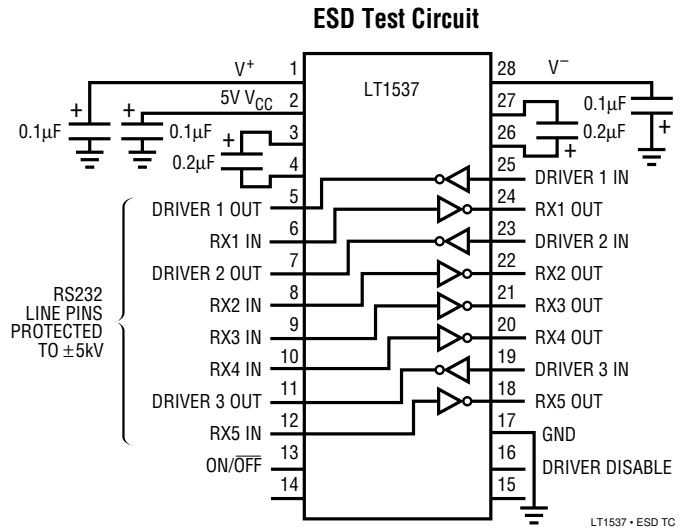 ESD Test Circuit
LT1537
V+ 1
5V VCC 2
3
4
0.1μF + + 0.1μF
+ 0.2μF
DRIVER 1 OUT 5
RX1 IN 6
DRIVER 2 OUT 7
RX2 IN 8
RX3 IN 9
RX4 IN 10
DRIVER 3 OUT 11
RX5 IN 12
ON/OFF 13
14
RS232
LINE PINS
PROTECTED
TO ±5kV
28 V−
27
26
0.1μF +
0.2μF +
25 DRIVER 1 IN
24 RX1 OUT
23 DRIVER 2 IN
22 RX2 OUT
21 RX3 OUT
20 RX4 OUT
19 DRIVER 3 IN
18 RX5 OUT
17 GND
16 DRIVER DISABLE
15
LT1537 • ESD TC